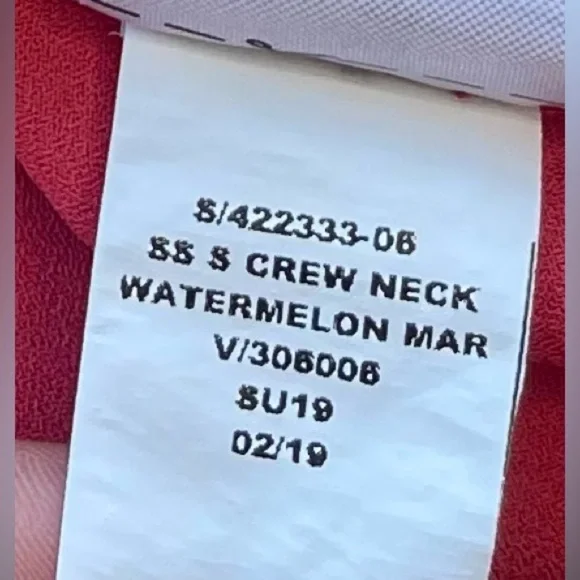 S/422333-06
SS S CREW NECK
WATERMELON MAR
V/306006
SU19
02/19